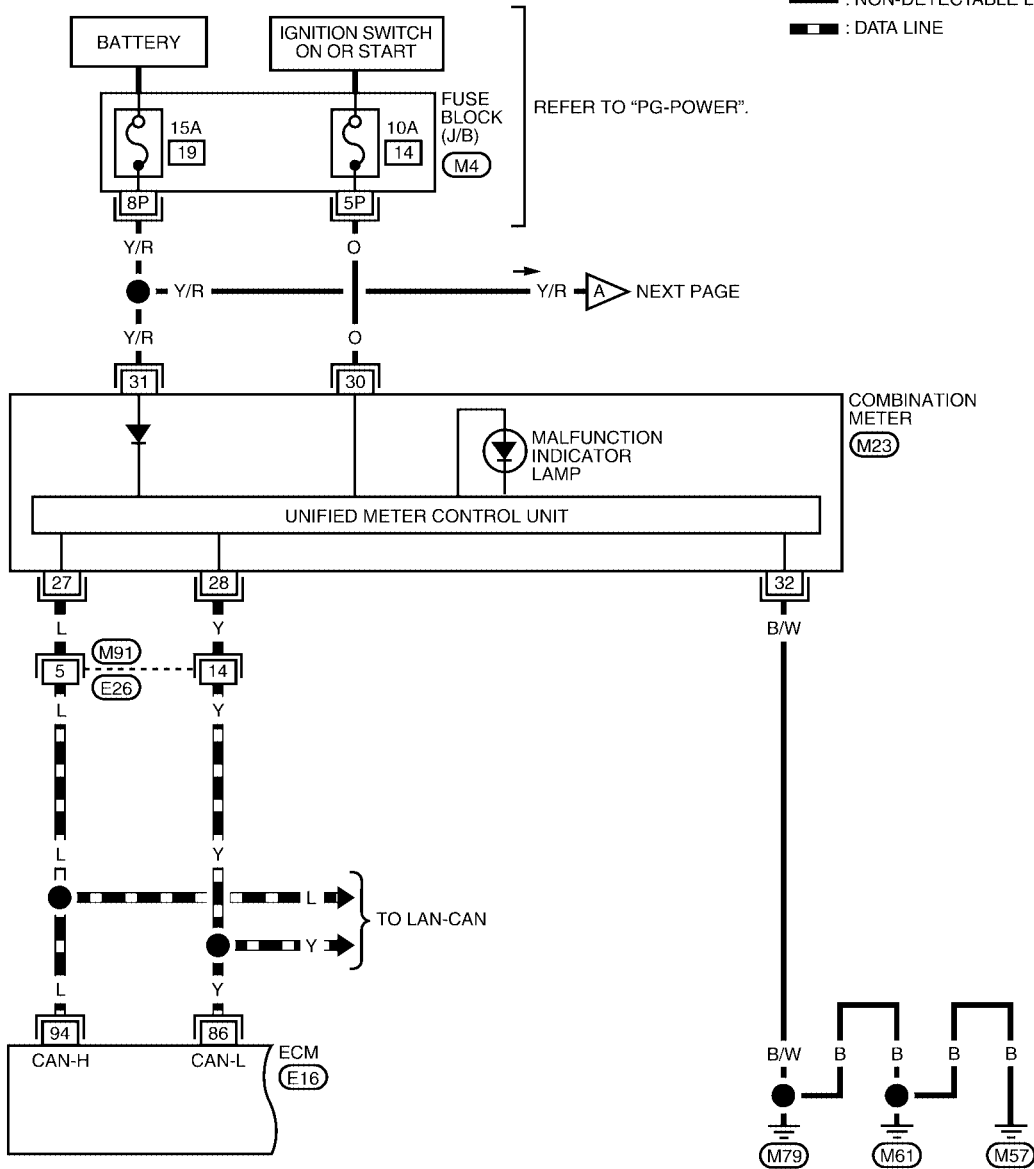 : NON-DETECTABLE
: DATA LINE
BATTERY
IGNITION SWITCH
ON OR START
FUSE
BLOCK
(J/B)
M4
REFER TO “PG-POWER”.
15A
19
10A
14
8P
5P
Y/R
O
Y/R
Y/R
A
NEXT PAGE
Y/R
O
31
30
COMBINATION
METER
M23
MALFUNCTION
INDICATOR
LAMP
UNIFIED METER CONTROL UNIT
27
28
32
L
Y
B/W
M91
5
14
E26
L
Y
L
Y
L
TO LAN-CAN
Y
L
Y
94
86
CAN-H
CAN-L
ECM
E16
B/W
B
B
B
B
M79
M61
M57